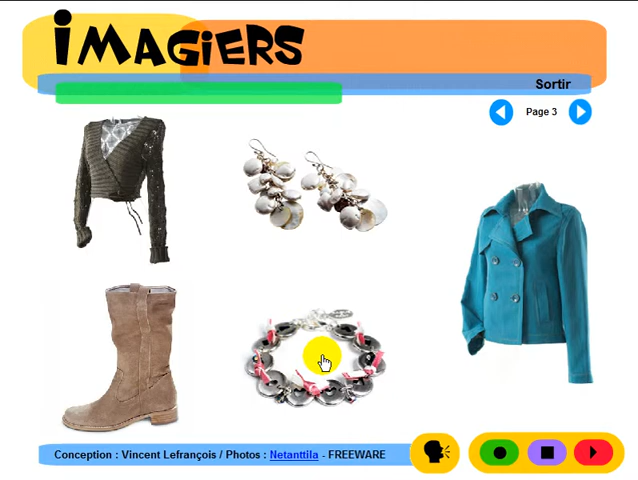 iMAGiERS
Sortir
Page 3
Conception : Vincent Lefrançois / Photos : Netanttila - FREEWARE